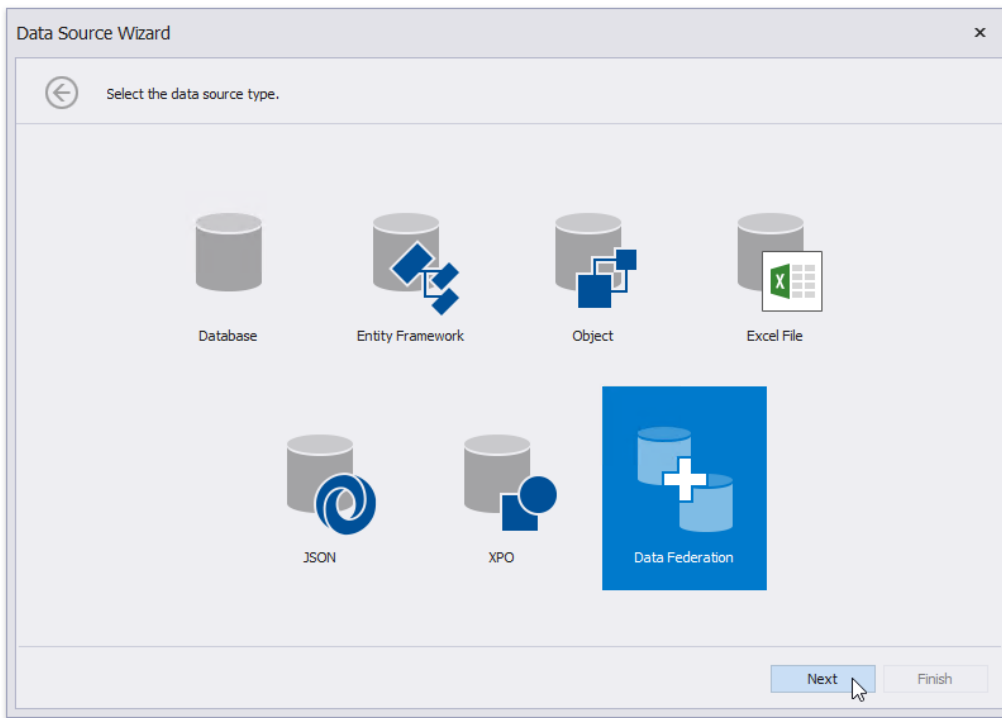 Data Source Wizard
Select the data source type.
Database
Entity Framework
Object
Excel File
X
JSON
XPO
Data Federation
Next
Finish